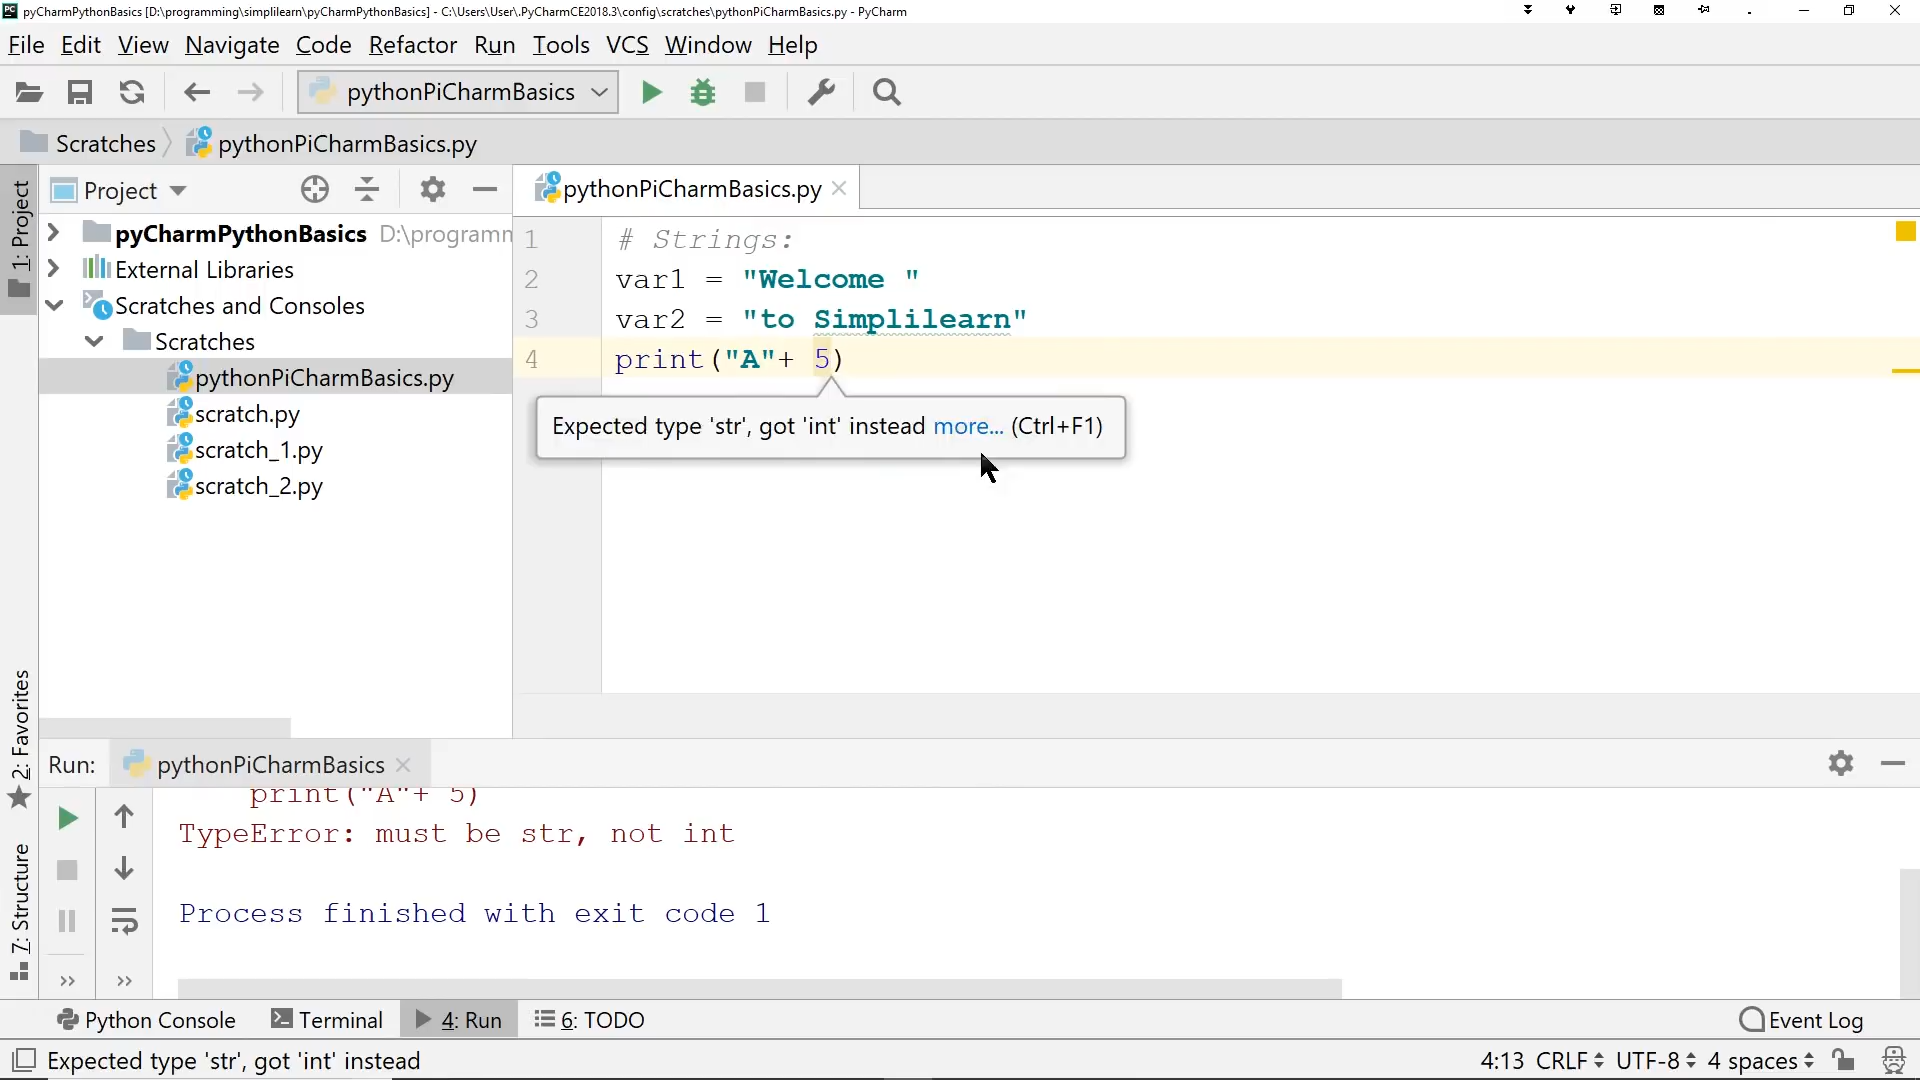 PC pyCharmPythonBasics [D:\programming\simplilearn\pyCharmPythonBasics] - C:\Users\User\.PyCharmCE2018.3\config\scratches\pythonPiCharmBasics.py - PyCharm
File Edit View Navigate Code Refactor Run Tools VCS Window Help
pythonPiCharmBasics
Scratches pythonPiCharmBasics.py
1: Project
Project
pythonPiCharmBasics.py
pyCharmPythonBasics D:\programm
External Libraries
Scratches and Consoles
Scratches
pythonPiCharmBasics.py
scratch.py
scratch_1.py
scratch_2.py
1 # Strings:
2 var1 = "Welcome "
3 var2 = "to Simplilearn"
4 print("A"+ 5)
Expected type 'str', got 'int' instead more... (Ctrl+F1)
2: Favorites
7: Structure
Run: pythonPiCharmBasics
print("A"+ 5)
TypeError: must be str, not int
Process finished with exit code 1
Python Console Terminal 4: Run 6: TODO Event Log
Expected type 'str', got 'int' instead 4:13 CRLF UTF-8 4 spaces